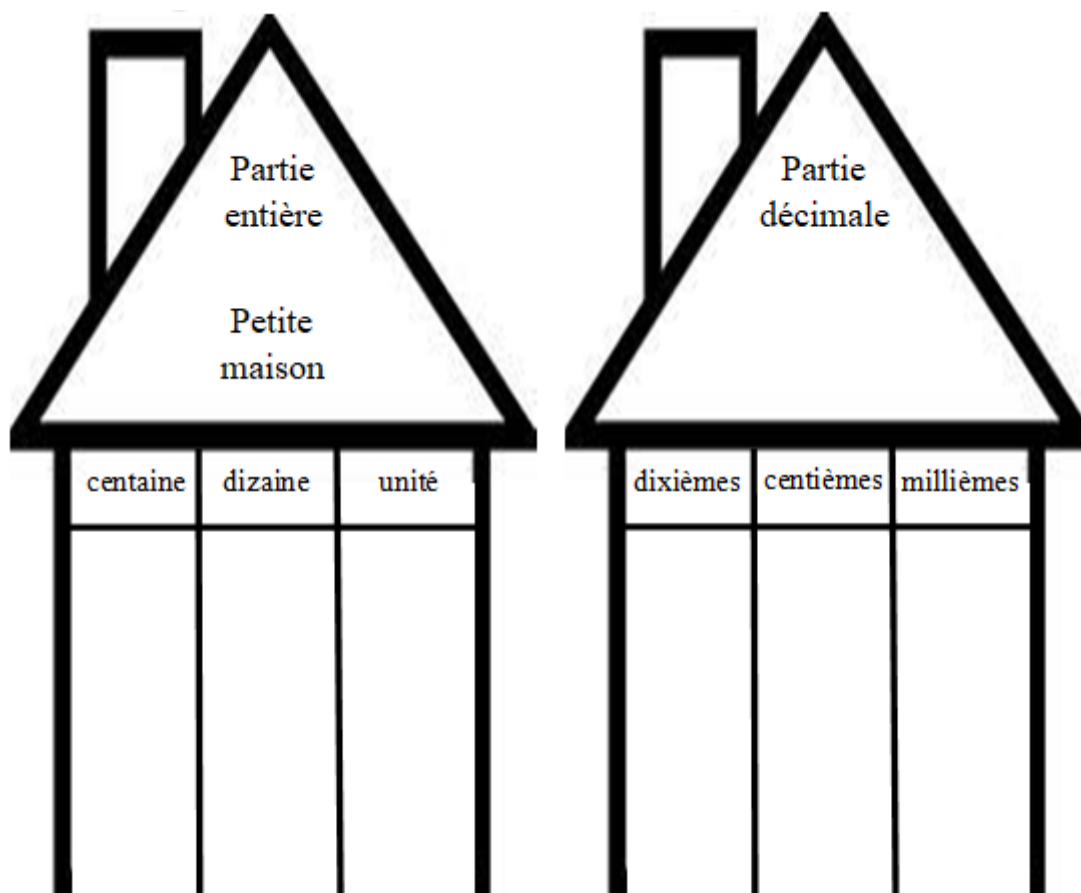 Partie
entière
Petite
maison
centaine dizaine unité
Partie
décimale
dixièmes centièmes millièmes